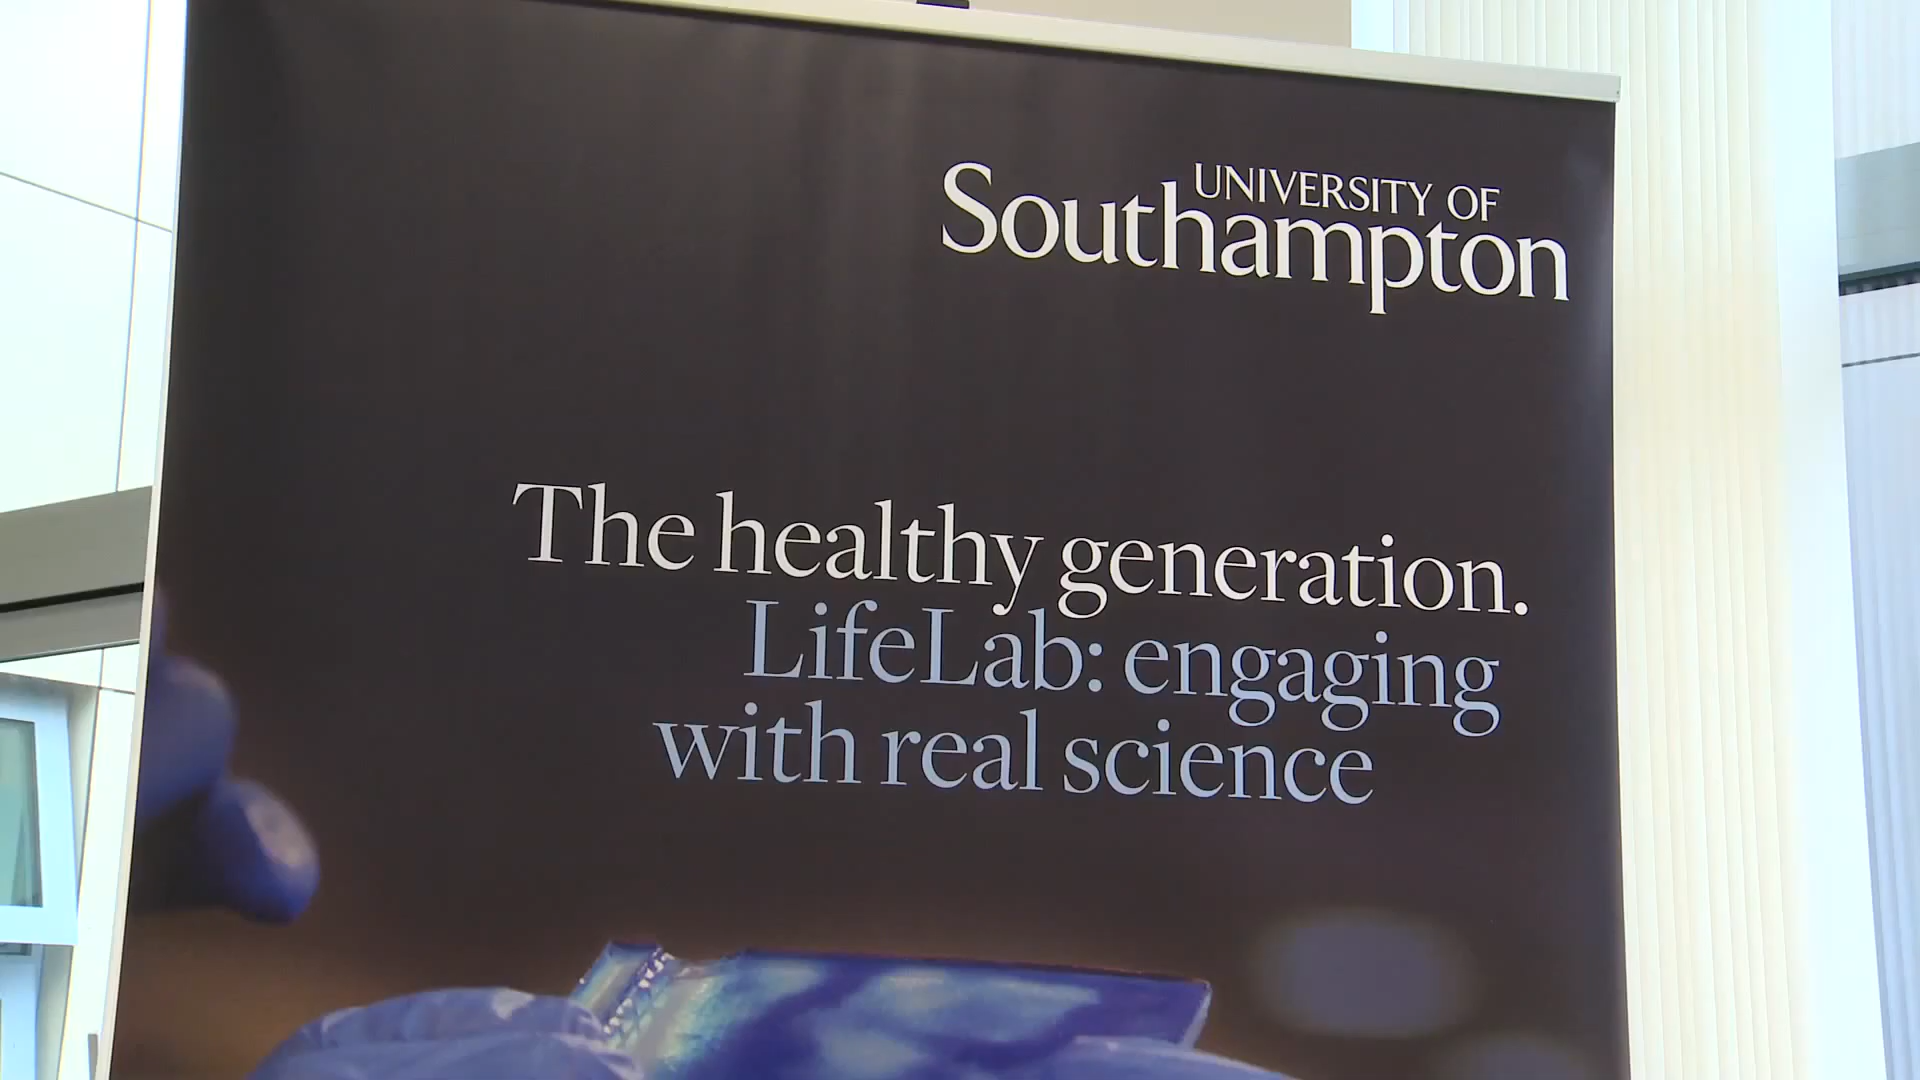 UNIVERSITY OF
Southampton
The healthy generation.
LifeLab: engaging
with real science